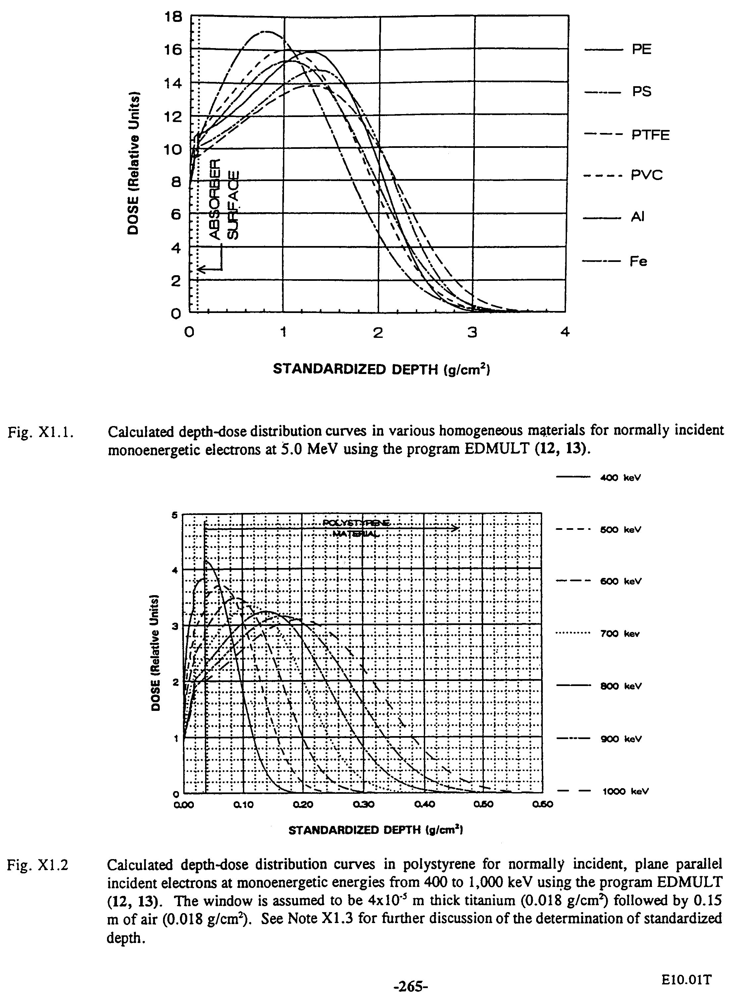 18
16
14
12
10
8
6
4
2
0
DOSE (Relative Units)
ABSORBER
SURFACE
0 1 2 3 4
STANDARDIZED DEPTH (g/cm²)
PE
PS
PTFE
PVC
Al
Fe
Fig. X1.1. Calculated depth-dose distribution curves in various homogeneous materials for normally incident
monoenergetic electrons at 5.0 MeV using the program EDMULT (12, 13).
400 keV
500 keV
600 keV
700 kev
800 keV
900 keV
1000 keV
POLYSTYRENE
MATERIAL
5
4
3
2
1
0
DOSE (Relative Units)
0.00 0.10 0.20 0.30 0.40 0.50 0.60
STANDARDIZED DEPTH (g/cm²)
Fig. X1.2 Calculated depth-dose distribution curves in polystyrene for normally incident, plane parallel
incident electrons at monoenergetic energies from 400 to 1,000 keV using the program EDMULT
(12, 13). The window is assumed to be 4x10⁻⁵ m thick titanium (0.018 g/cm²) followed by 0.15
m of air (0.018 g/cm²). See Note X1.3 for further discussion of the determination of standardized
depth.
-265-
E10.01T